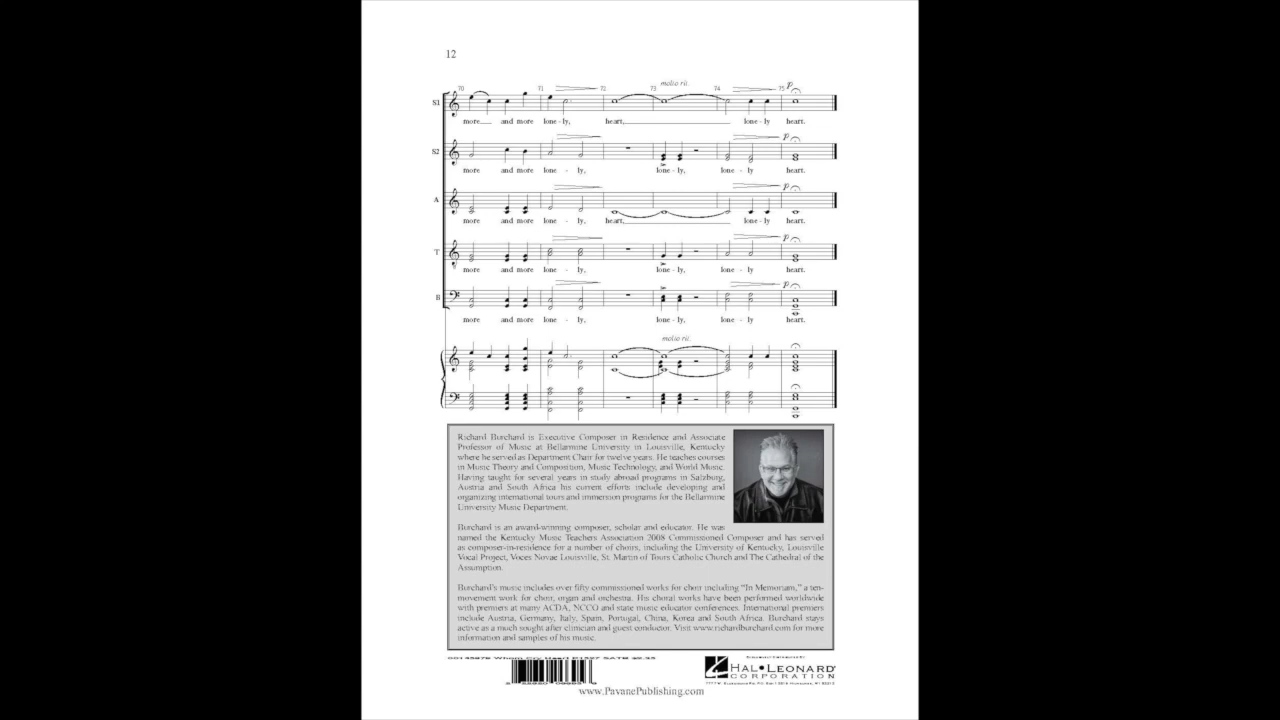 12
70 71 72 73 molto rit. 74 75 p
S1
more and more lone - ly, heart, lone - ly heart.
p
S2
more and more lone - ly, lone - ly, lone - ly heart.
p
A
more and more lone - ly, heart, lone - ly heart.
p
T
more and more lone - ly, lone - ly, lone - ly heart.
p
B
more and more lone - ly, lone - ly, lone - ly heart.
molto rit.
Richard Burchard is Executive Composer in Residence and Associate
Professor of Music at Bellarmine University in Louisville, Kentucky
where he served as Department Chair for twelve years. He teaches courses
in Music Theory and Composition, Music Technology, and World Music.
Having taught for several years in study abroad programs in Salzburg,
Austria and South Africa his current efforts include developing and
organizing international tours and immersion programs for the Bellarmine
University Music Department.
Burchard is an award-winning composer, scholar and educator. He was
named the Kentucky Music Teachers Association 2008 Commissioned Composer and has served
as composer-in-residence for a number of choirs, including the University of Kentucky, Louisville
Vocal Project, Voces Novae Louisville, St. Martin of Tours Catholic Church and The Cathedral of the
Assumption.
Burchard's music includes over fifty commissioned works for choir including "In Memoriam," a ten-
movement work for choir, organ and orchestra. His choral works have been performed worldwide
with premiers at many ACDA, NCCO and state music educator conferences. International premiers
include Austria, Germany, Italy, Spain, Portugal, China, Korea and South Africa. Burchard stays
active as a much sought after clinician and guest conductor. Visit www.richardburchard.com for more
information and samples of his music.
HAL•LEONARD
CORPORATION
www.PavanePublishing.com